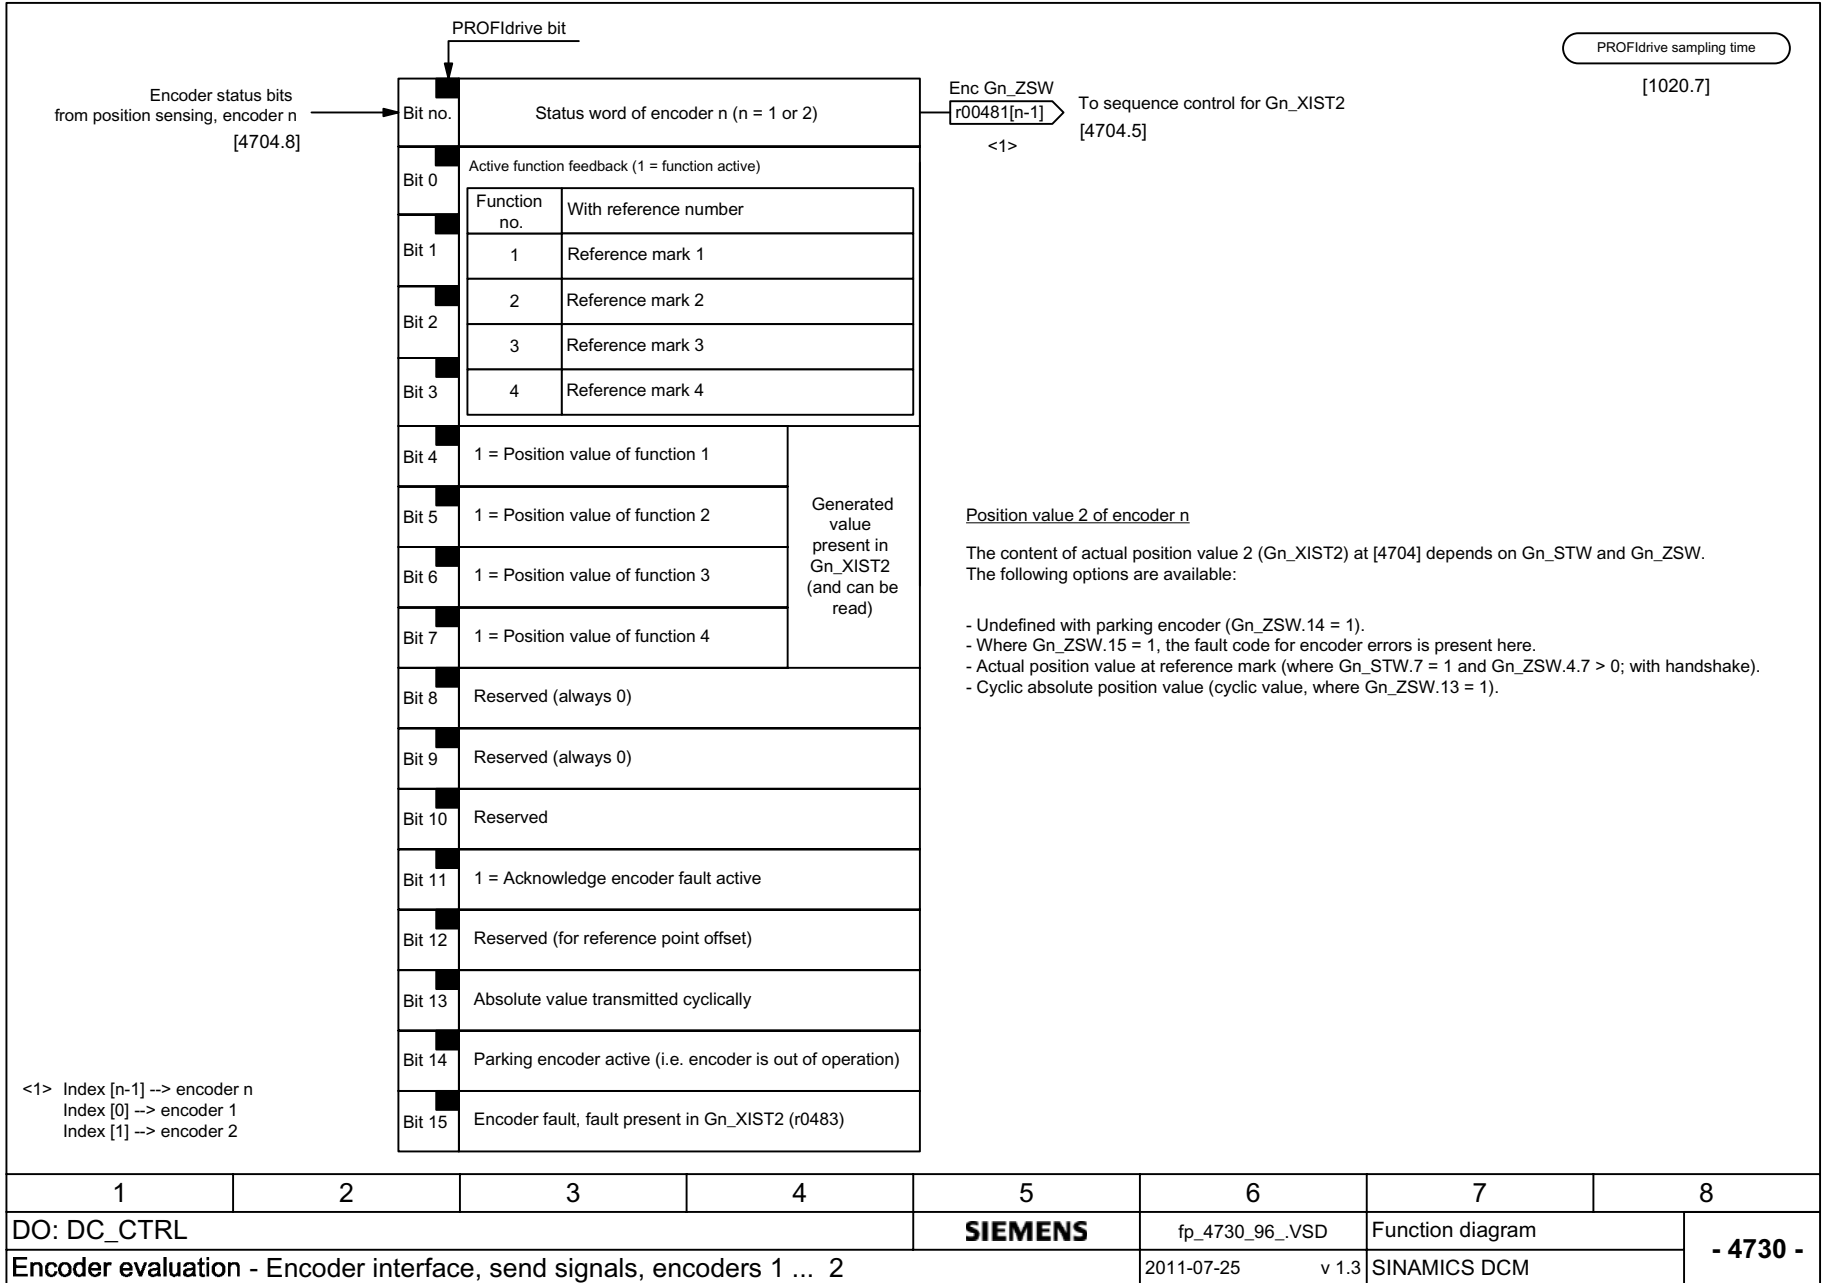 PROFIdrive bit
PROFIdrive sampling time
[1020.7]
Encoder status bits
from position sensing, encoder n
[4704.8]
Bit no.
Status word of encoder n (n = 1 or 2)
Enc Gn_ZSW
r00481[n-1]
<1>
To sequence control for Gn_XIST2
[4704.5]
Bit 0
Active function feedback (1 = function active)
Function
no.
With reference number
Bit 1
1
Reference mark 1
2
Reference mark 2
Bit 2
3
Reference mark 3
Bit 3
4
Reference mark 4
Bit 4
1 = Position value of function 1
Bit 5
1 = Position value of function 2
Bit 6
1 = Position value of function 3
Bit 7
1 = Position value of function 4
Generated
value
present in
Gn_XIST2
(and can be
read)
Position value 2 of encoder n
The content of actual position value 2 (Gn_XIST2) at [4704] depends on Gn_STW and Gn_ZSW.
The following options are available:
- Undefined with parking encoder (Gn_ZSW.14 = 1).
- Where Gn_ZSW.15 = 1, the fault code for encoder errors is present here.
- Actual position value at reference mark (where Gn_STW.7 = 1 and Gn_ZSW.4.7 > 0; with handshake).
- Cyclic absolute position value (cyclic value, where Gn_ZSW.13 = 1).
Bit 8
Reserved (always 0)
Bit 9
Reserved (always 0)
Bit 10
Reserved
Bit 11
1 = Acknowledge encoder fault active
Bit 12
Reserved (for reference point offset)
Bit 13
Absolute value transmitted cyclically
Bit 14
Parking encoder active (i.e. encoder is out of operation)
Bit 15
Encoder fault, fault present in Gn_XIST2 (r0483)
<1> Index [n-1] --> encoder n
Index [0] --> encoder 1
Index [1] --> encoder 2
1 2 3 4 5 6 7 8
DO: DC_CTRL
SIEMENS
fp_4730_96_.VSD
Function diagram
- 4730 -
Encoder evaluation - Encoder interface, send signals, encoders 1 ... 2
2011-07-25 v 1.3
SINAMICS DCM